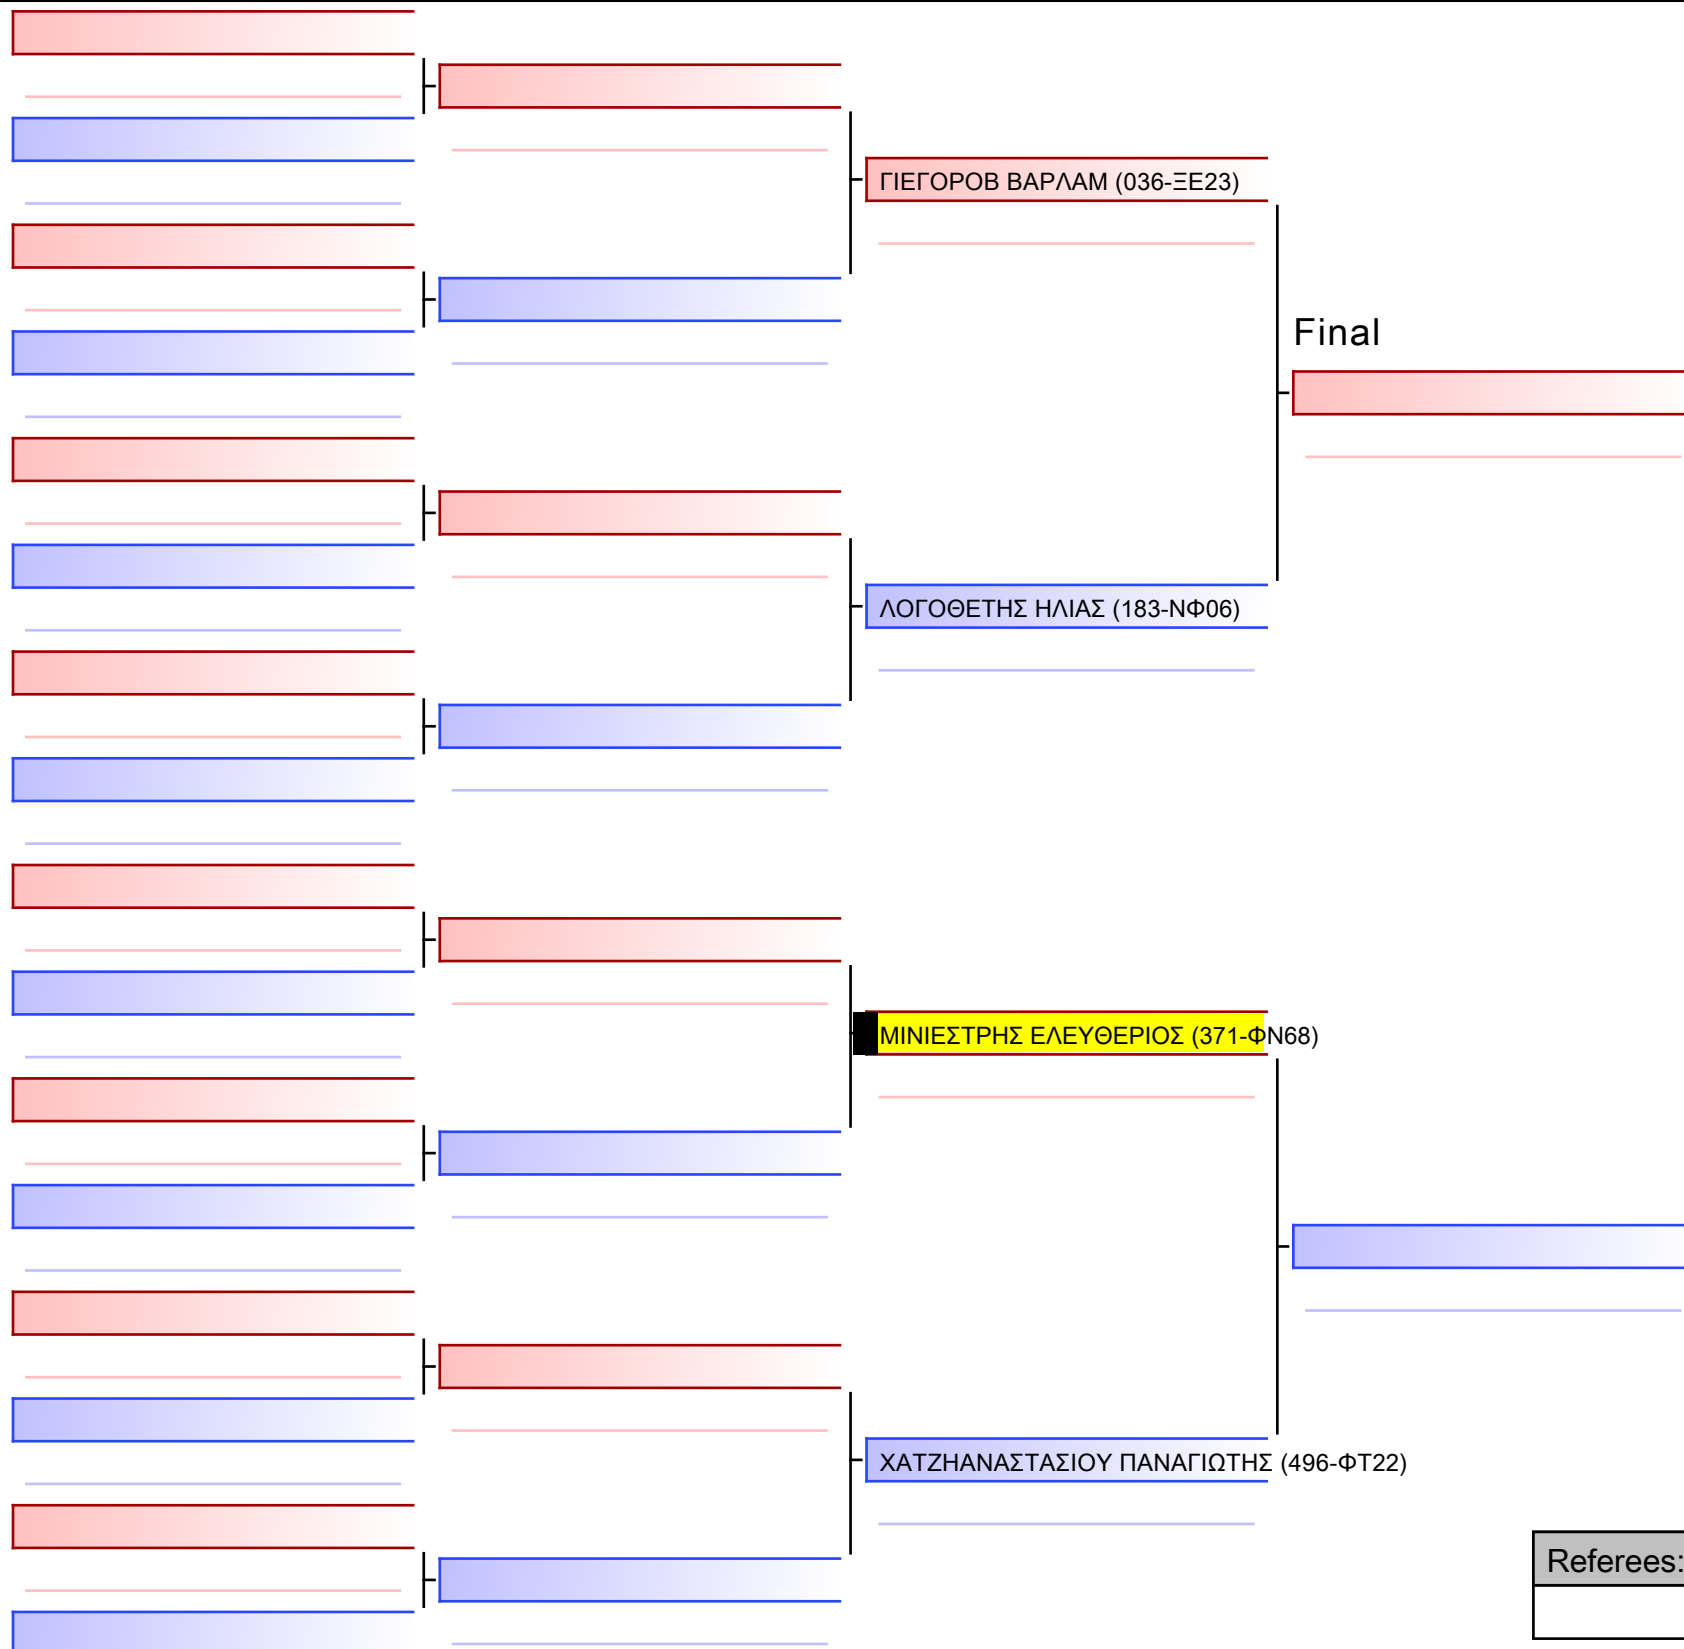 ΓΙΕΓΟΡΟΒ ΒΑΡΛΑΜ (036-ΞΕ23)
Final
ΛΟΓΟΘΕΤΗΣ ΗΛΙΑΣ (183-ΝΦ06)
ΜΙΝΙΕΣΤΡΗΣ ΕΛΕΥΘΕΡΙΟΣ (371-ΦΝ68)
ΧΑΤΖΗΑΝΑΣΤΑΣΙΟΥ ΠΑΝΑΓΙΩΤΗΣ (496-ΦΤ22)
Referees: